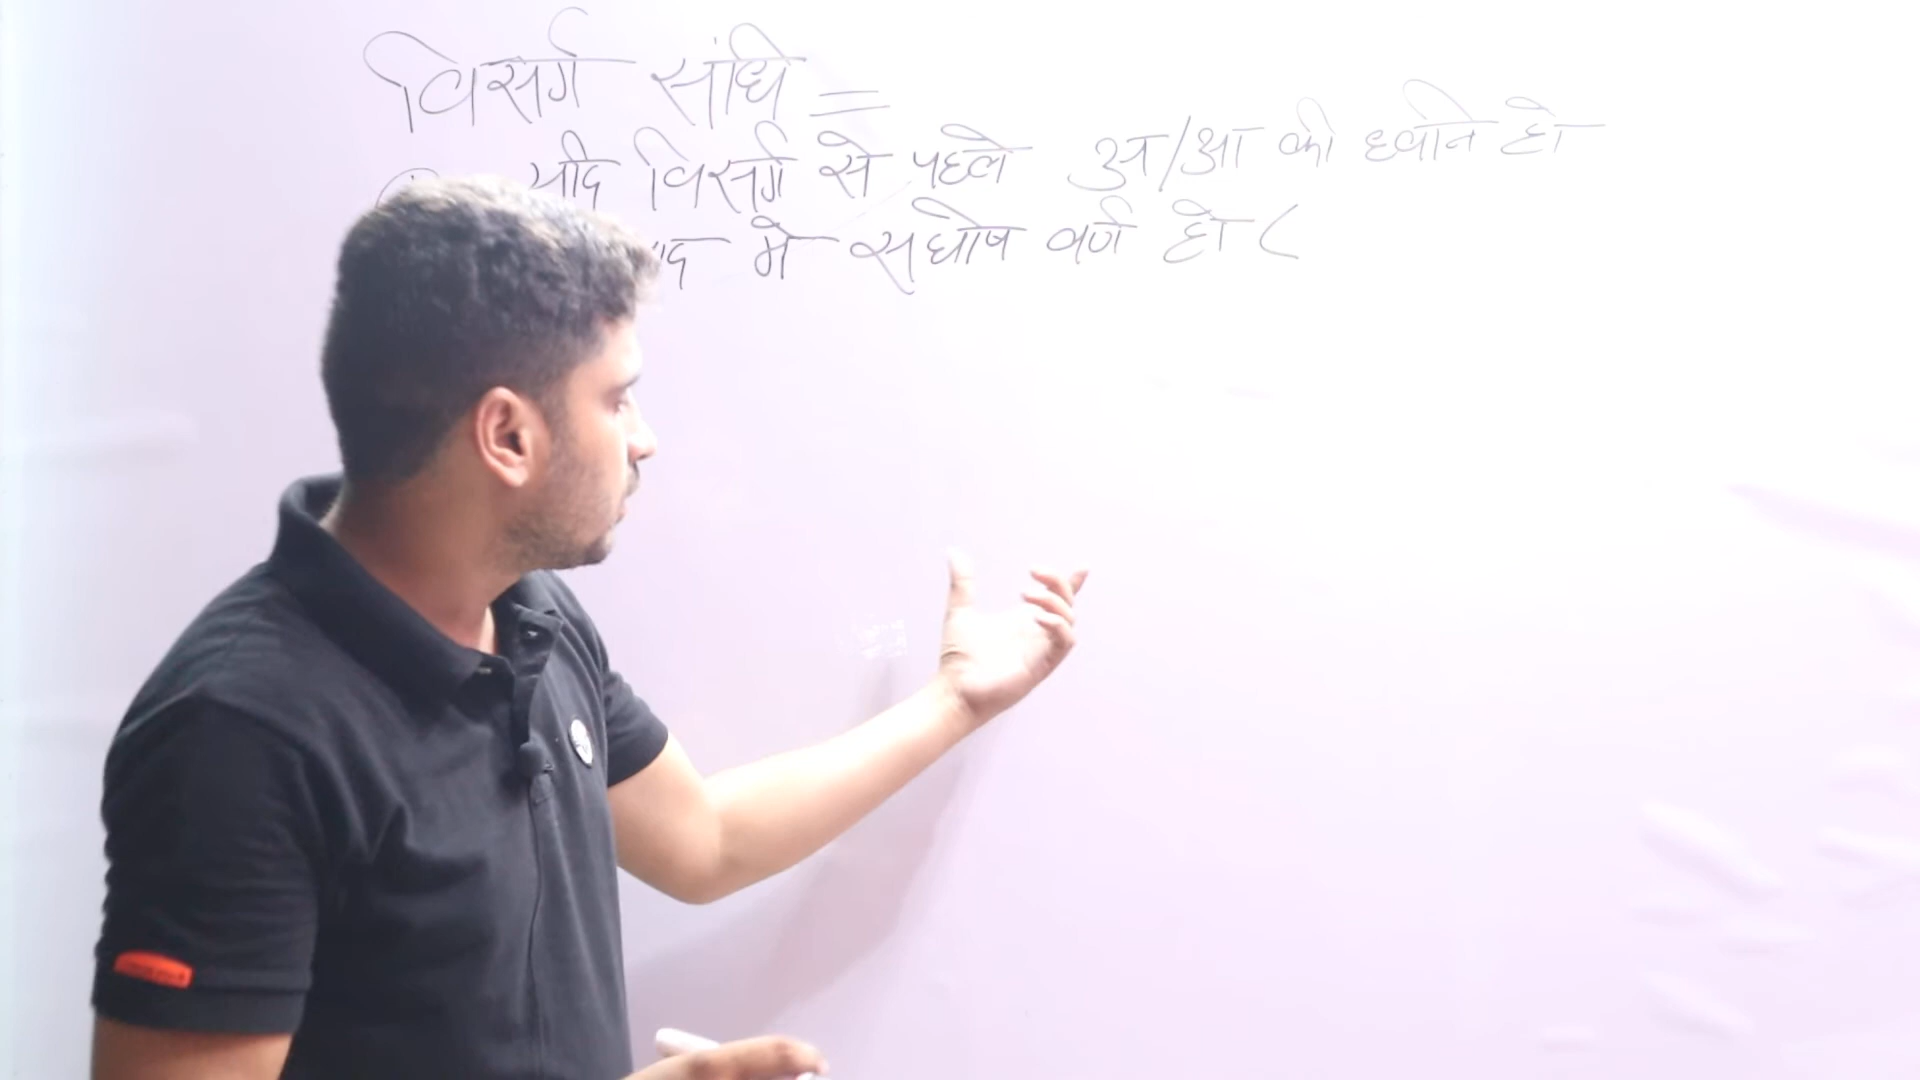 विसर्ग संधि =
यदि विसर्ग से पहले अ/आ की ध्वनि हो
में सघोष वर्ण हो (